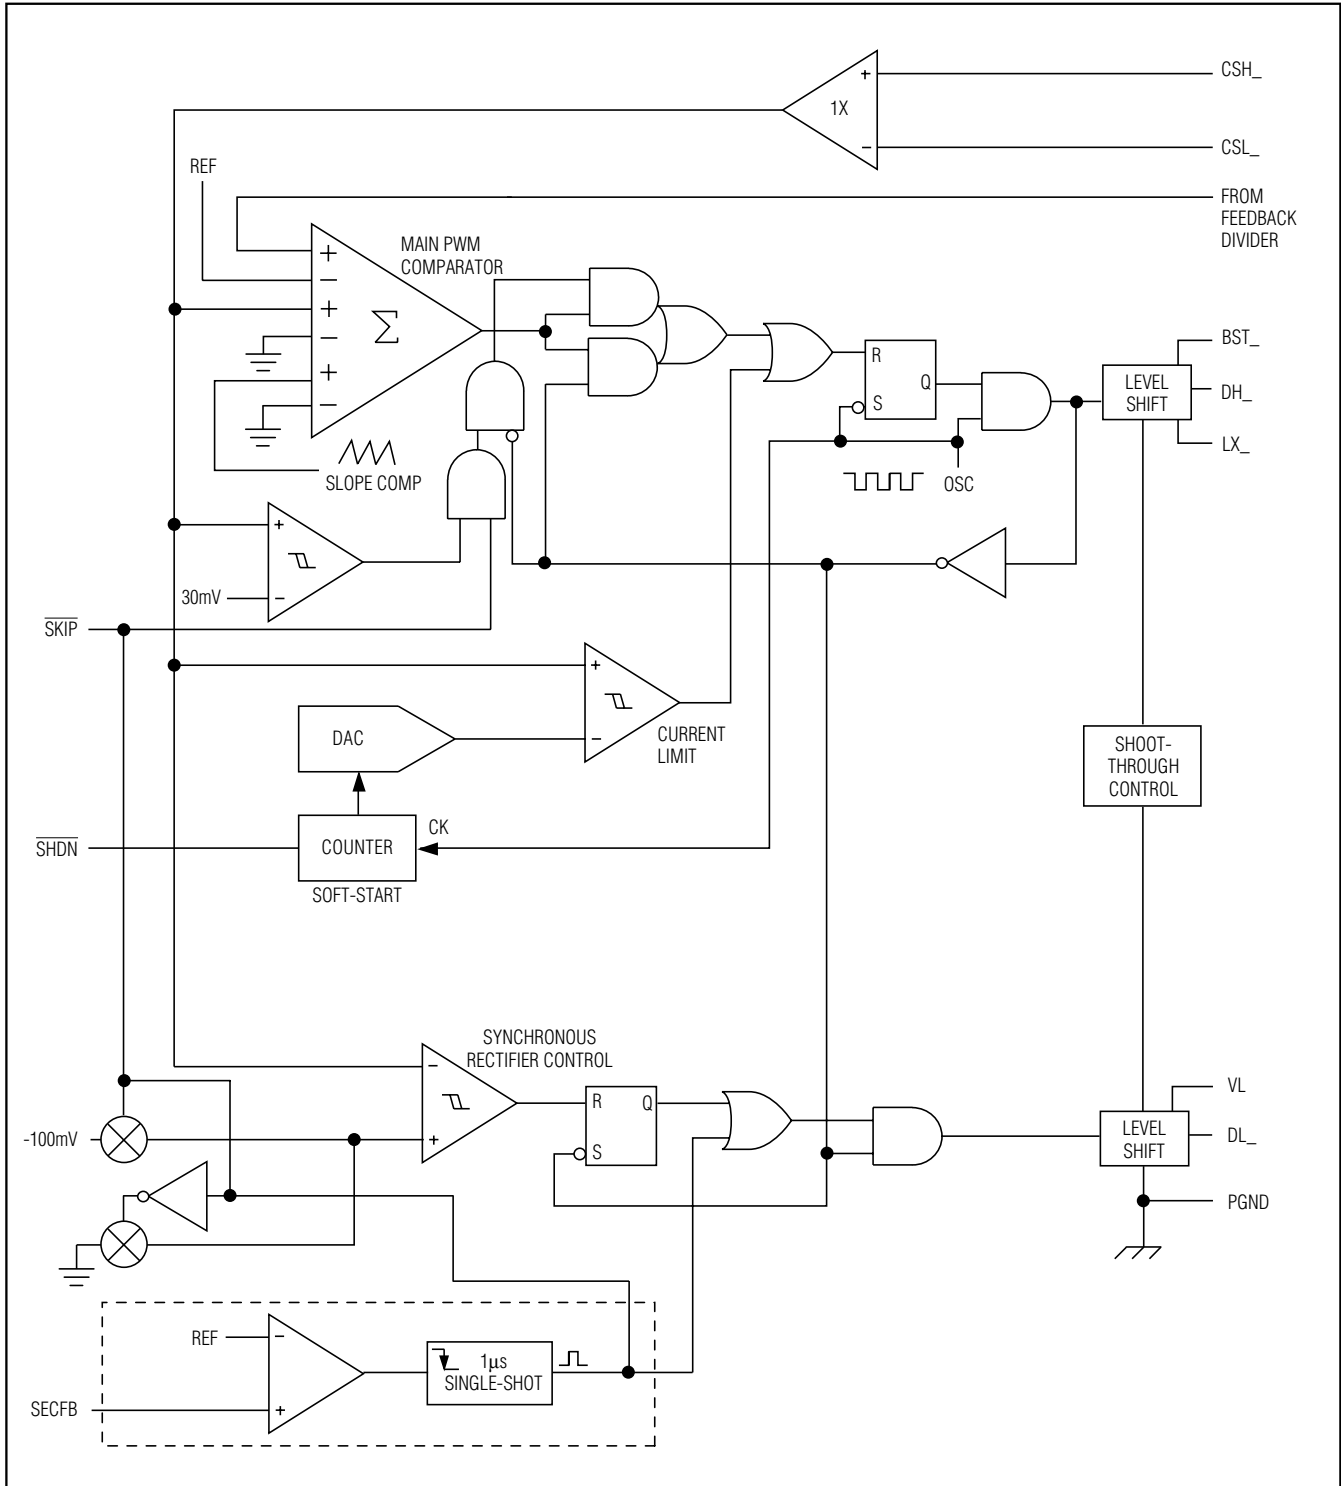 CSH_
+
1X
–
CSL_
REF
FROM
FEEDBACK
DIVIDER
MAIN PWM
COMPARATOR
+
–
+
–
+
–
Σ
BST_
R
Q
S
LEVEL
SHIFT
DH_
LX_
SLOPE COMP
OSC
+
30mV
–
SKIP
+
–
CURRENT
LIMIT
DAC
SHOOT-
THROUGH
CONTROL
CK
SHDN
COUNTER
SOFT-START
SYNCHRONOUS
RECTIFIER CONTROL
–
+
R
Q
S
VL
-100mV
LEVEL
SHIFT
DL_
PGND
REF
–
1µs
SINGLE-SHOT
SECFB
+